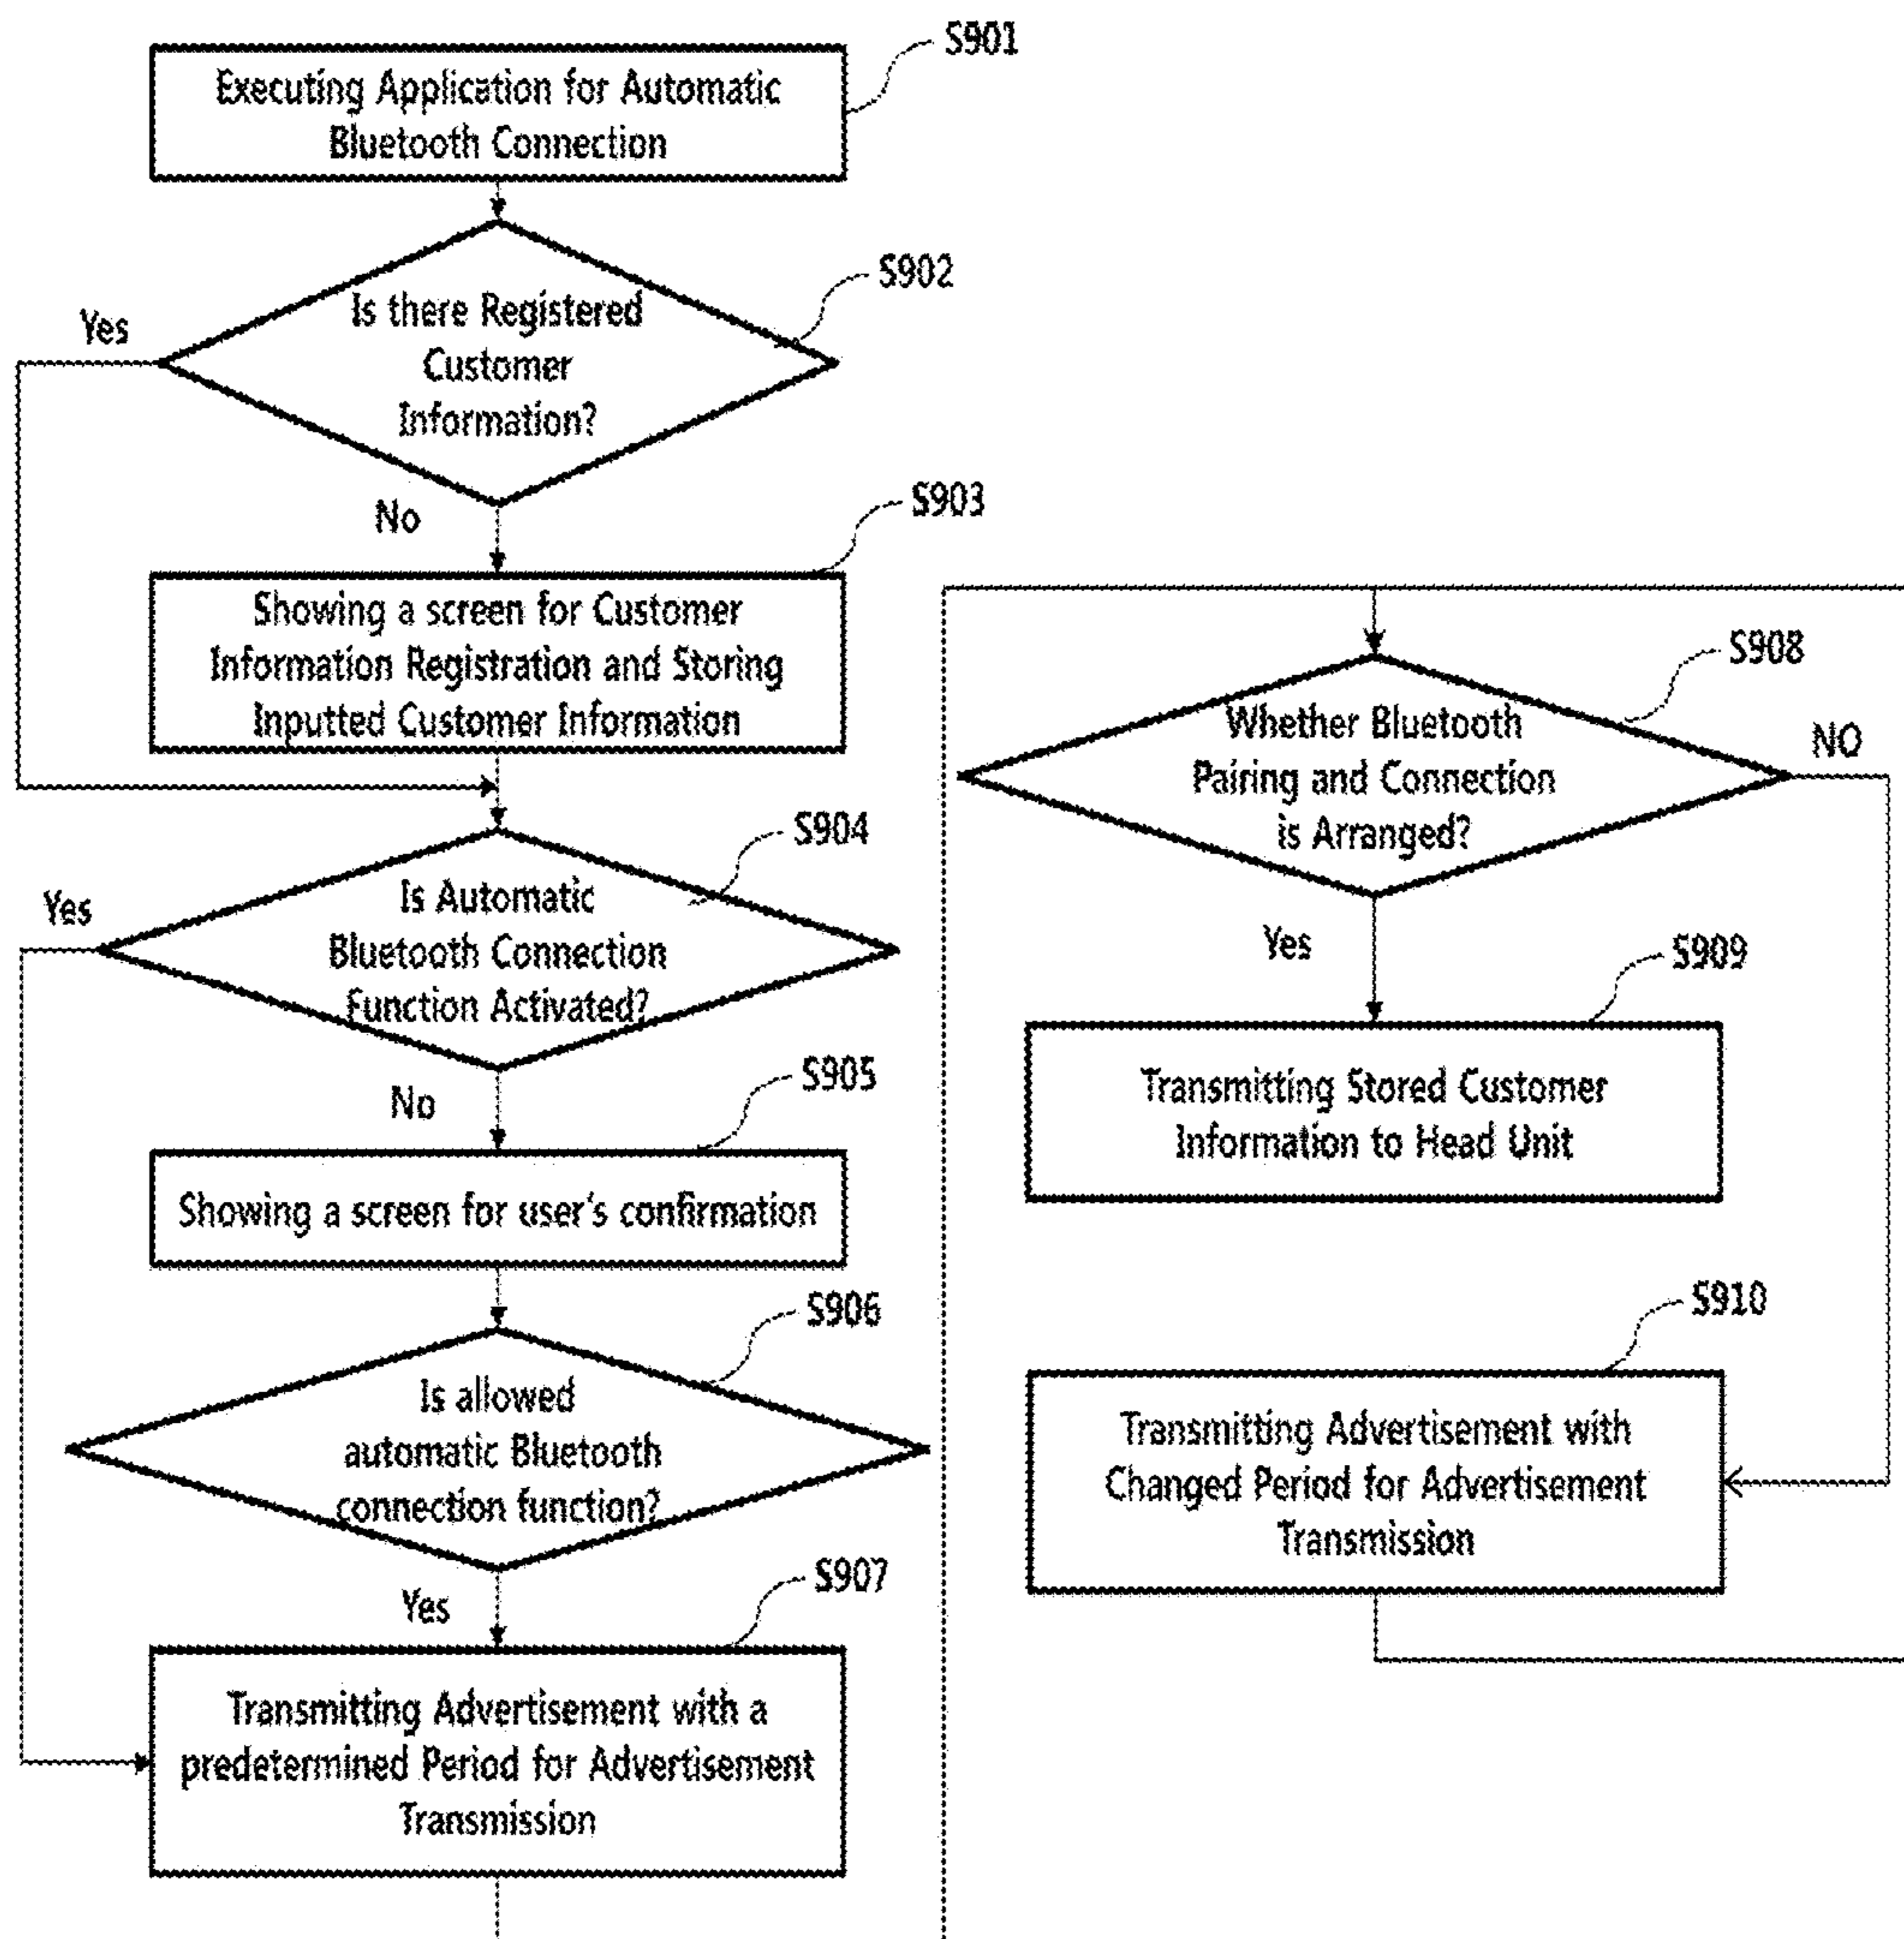 S901
Executing Application for Automatic
Bluetooth Connection
S902
Yes
Is there Registered
Customer
Information?
No
S903
Showing a screen for Customer
Information Registration and Storing
Inputted Customer Information
S904
Yes
Is Automatic
Bluetooth Connection
Function Activated?
No
S905
Showing a screen for user's confirmation
S906
Is allowed
automatic Bluetooth
connection function?
Yes
S907
Transmitting Advertisement with a
predetermined Period for Advertisement
Transmission
S908
Whether Bluetooth
Pairing and Connection
is Arranged?
NO
Yes
S909
Transmitting Stored Customer
Information to Head Unit
S910
Transmitting Advertisement with
Changed Period for Advertisement
Transmission